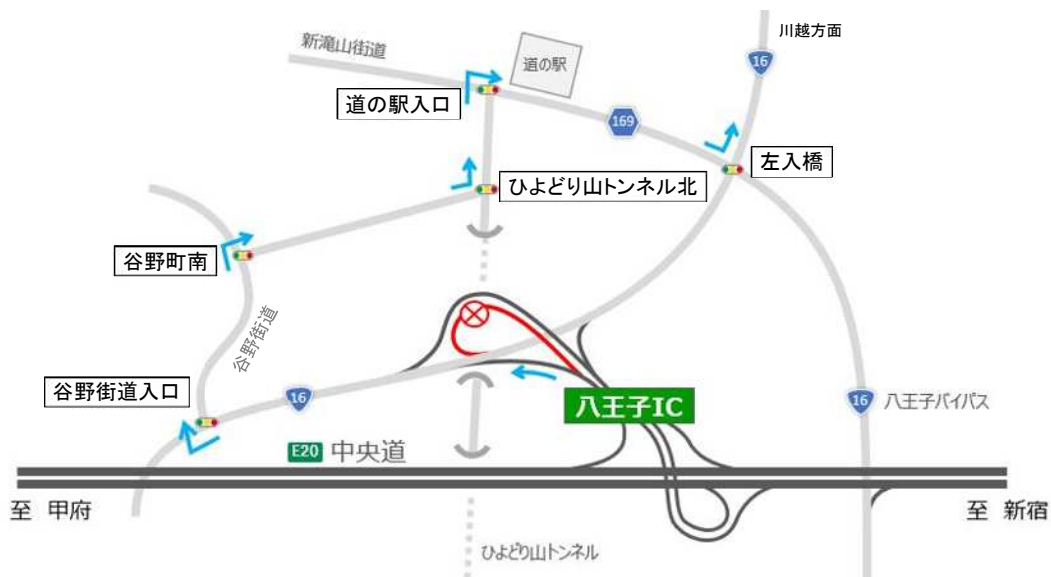 川越方面
新滝山街道
道の駅
16
道の駅入口
169
左入橋
ひよどり山トンネル北
谷野町南
谷野街道
谷野街道入口
16
八王子IC
16
八王子バイパス
E20 中央道
至 甲府
至 新宿
ひよどり山トンネル